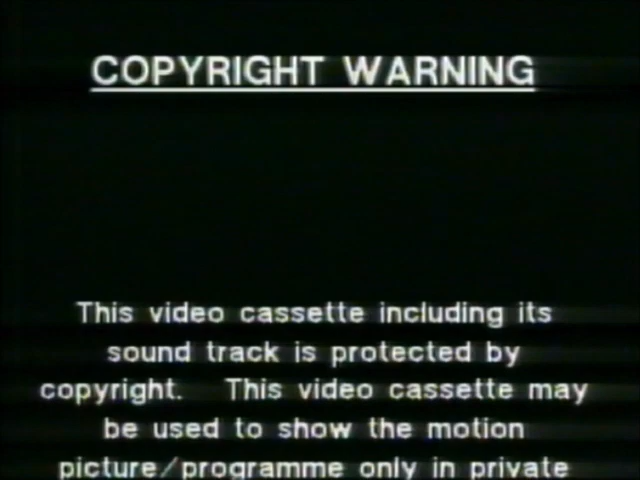 COPYRIGHT WARNING
This video cassette including its
sound track is protected by
copyright. This video cassette may
be used to show the motion
picture/programme only in private